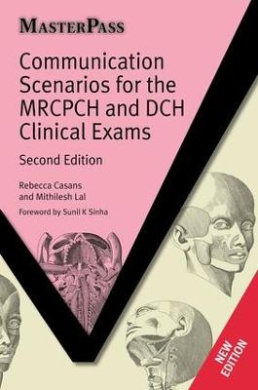 MASTERPASS
Communication
Scenarios for the
MRCPCH and DCH
Clinical Exams
Second Edition
Rebecca Casans
and Mithilesh Lal
Foreword by Sunil K Sinha
NEW EDITION